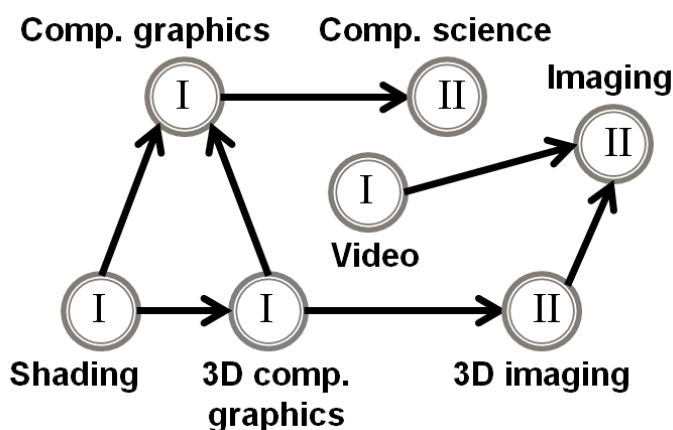 Comp. graphics
Comp. science
Imaging
I
II
II
I
Video
I
I
II
Shading
3D comp.
graphics
3D imaging